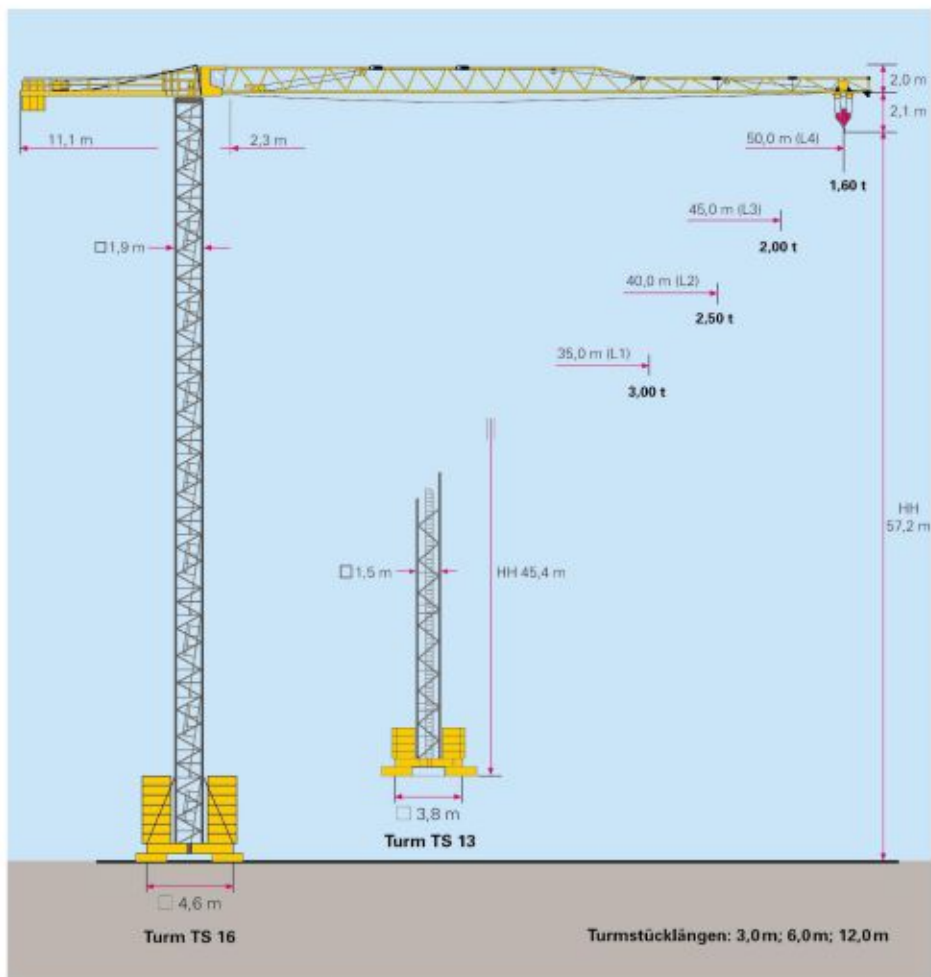 2,0 m
2,1 m
11,1 m
2,3 m
50,0 m (L4)
1,60 t
45,0 m (L3)
2,00 t
□ 1,9 m
40,0 m (L2)
2,50 t
35,0 m (L1)
3,00 t
HH
57,2 m
□ 1,5 m
HH 45,4 m
□ 3,8 m
Turm TS 13
□ 4,6 m
Turm TS 16
Turmstücklängen: 3,0 m; 6,0 m; 12,0 m